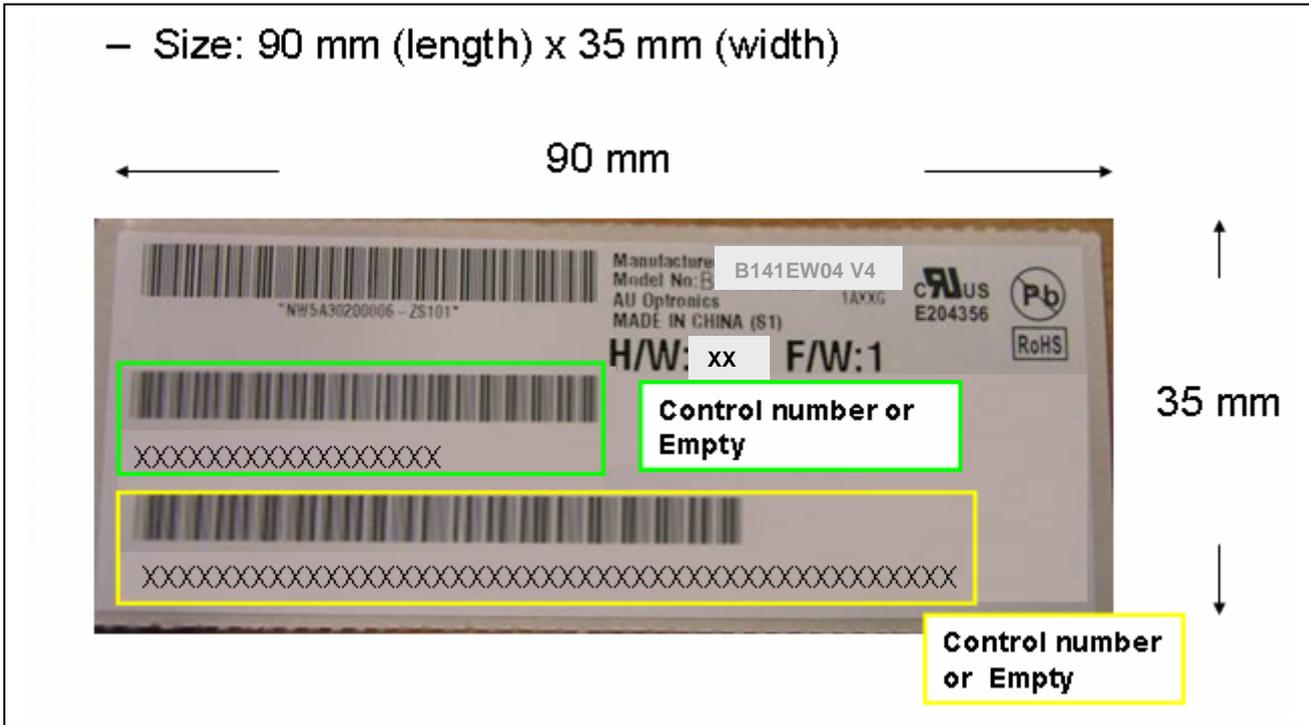 – Size: 90 mm (length) x 35 mm (width)
90 mm
Manufacture
Model No:B
B141EW04 V4
AU Optronics
1AXXG
MADE IN CHINA (S1)
"NW5A30200006 - ZS101"
H/W: XX F/W:1
C RU US
E204356
Pb
RoHS
35 mm
Control number or
Empty
XXXXXXXXXXXXXXXXX
Control number
or Empty